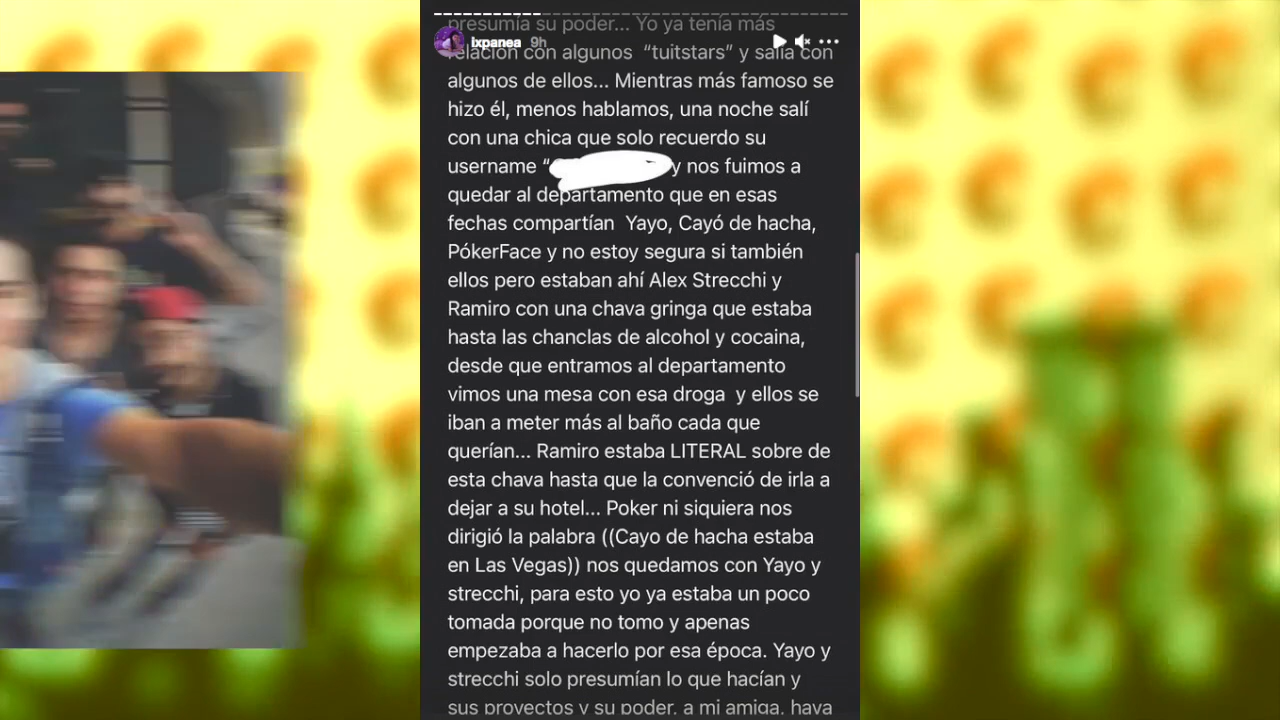 presumía su poder... Yo ya tenía más
ixpanea 9h
relación con algunos “tuitstars” y salía con
algunos de ellos... Mientras más famoso se
hizo él, menos hablamos, una noche salí
con una chica que solo recuerdo su
username “ y nos fuimos a
quedar al departamento que en esas
fechas compartían Yayo, Cayó de hacha,
PókerFace y no estoy segura si también
ellos pero estaban ahí Alex Strecchi y
Ramiro con una chava gringa que estaba
hasta las chanclas de alcohol y cocaina,
desde que entramos al departamento
vimos una mesa con esa droga y ellos se
iban a meter más al baño cada que
querían... Ramiro estaba LITERAL sobre de
esta chava hasta que la convenció de irla a
dejar a su hotel... Poker ni siquiera nos
dirigió la palabra ((Cayo de hacha estaba
en Las Vegas)) nos quedamos con Yayo y
strecchi, para esto yo ya estaba un poco
tomada porque no tomo y apenas
empezaba a hacerlo por esa época. Yayo y
strecchi solo presumían lo que hacían y
sus proyectos y su poder, a mi amiga, haya